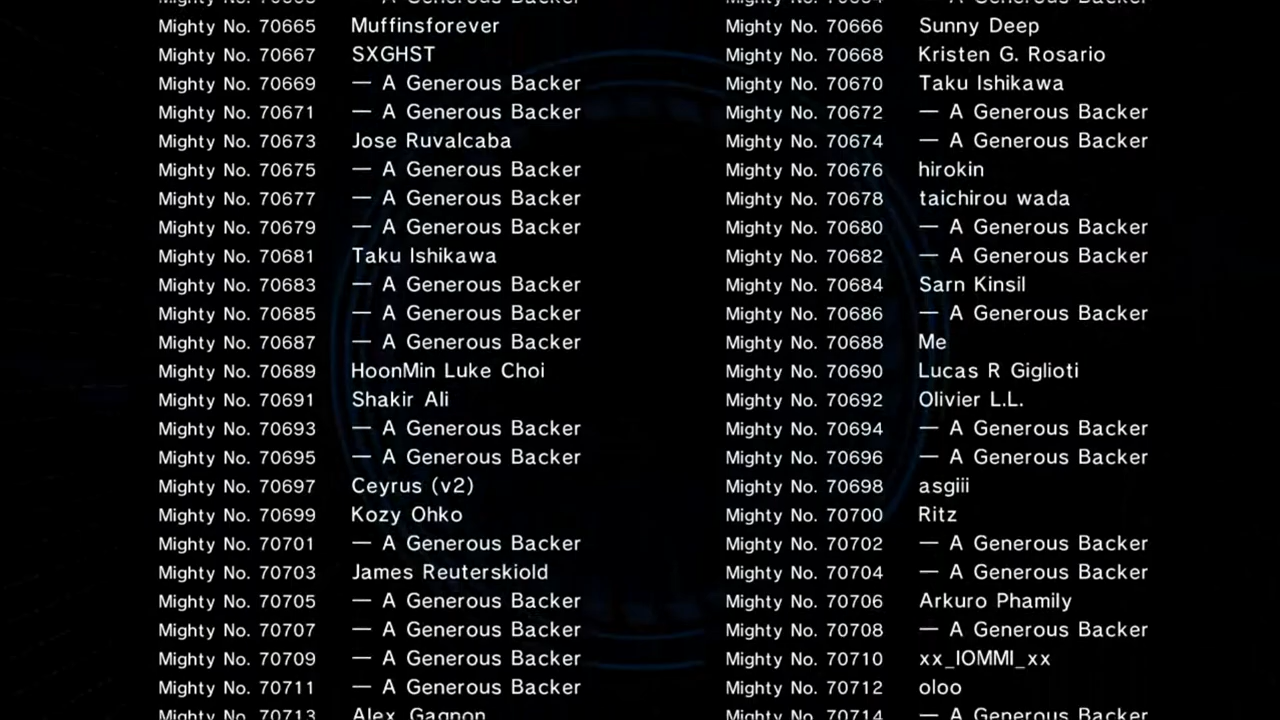 Mighty No. 70665 Muffinsforever Mighty No. 70666 Sunny Deep
Mighty No. 70667 SXGHST Mighty No. 70668 Kristen G. Rosario
Mighty No. 70669 — A Generous Backer Mighty No. 70670 Taku Ishikawa
Mighty No. 70671 — A Generous Backer Mighty No. 70672 — A Generous Backer
Mighty No. 70673 Jose Ruvalcaba Mighty No. 70674 — A Generous Backer
Mighty No. 70675 — A Generous Backer Mighty No. 70676 hirokin
Mighty No. 70677 — A Generous Backer Mighty No. 70678 taichirou wada
Mighty No. 70679 — A Generous Backer Mighty No. 70680 — A Generous Backer
Mighty No. 70681 Taku Ishikawa Mighty No. 70682 — A Generous Backer
Mighty No. 70683 — A Generous Backer Mighty No. 70684 Sarn Kinsil
Mighty No. 70685 — A Generous Backer Mighty No. 70686 — A Generous Backer
Mighty No. 70687 — A Generous Backer Mighty No. 70688 Me
Mighty No. 70689 HoonMin Luke Choi Mighty No. 70690 Lucas R Giglioti
Mighty No. 70691 Shakir Ali Mighty No. 70692 Olivier L.L.
Mighty No. 70693 — A Generous Backer Mighty No. 70694 — A Generous Backer
Mighty No. 70695 — A Generous Backer Mighty No. 70696 — A Generous Backer
Mighty No. 70697 Ceyrus (v2) Mighty No. 70698 asgiii
Mighty No. 70699 Kozy Ohko Mighty No. 70700 Ritz
Mighty No. 70701 — A Generous Backer Mighty No. 70702 — A Generous Backer
Mighty No. 70703 James Reuterskiold Mighty No. 70704 — A Generous Backer
Mighty No. 70705 — A Generous Backer Mighty No. 70706 Arkuro Phamily
Mighty No. 70707 — A Generous Backer Mighty No. 70708 — A Generous Backer
Mighty No. 70709 — A Generous Backer Mighty No. 70710 xx_IOMMI_xx
Mighty No. 70711 — A Generous Backer Mighty No. 70712 oloo
Mighty No. 70713 Alex Gagnon Mighty No. 70714 — A Generous Backer